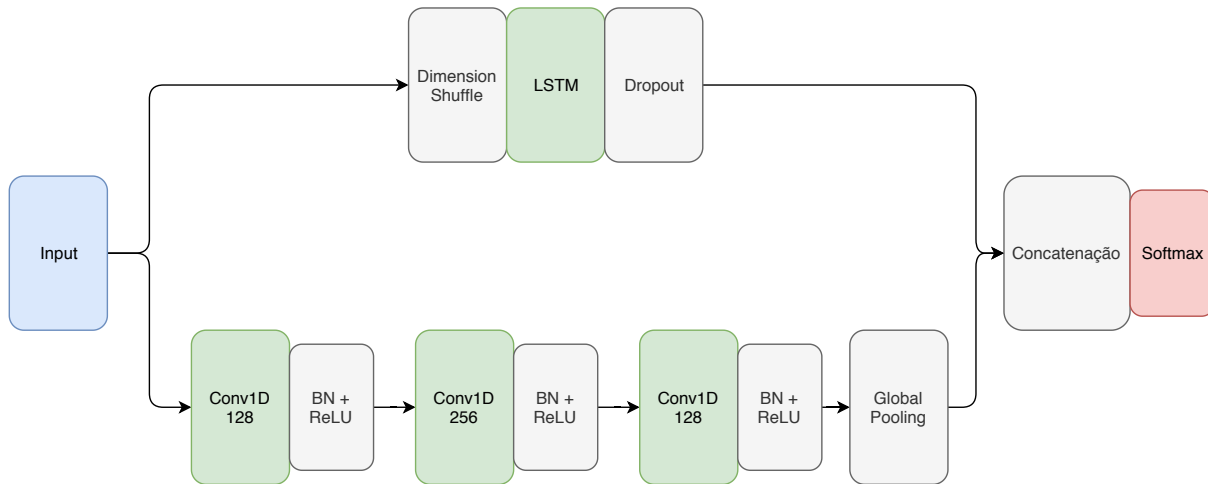 Dimension
Shuffle
LSTM
Dropout
Input
Concatenação
Softmax
Conv1D
128
BN +
ReLU
Conv1D
256
BN +
ReLU
Conv1D
128
BN +
ReLU
Global
Pooling